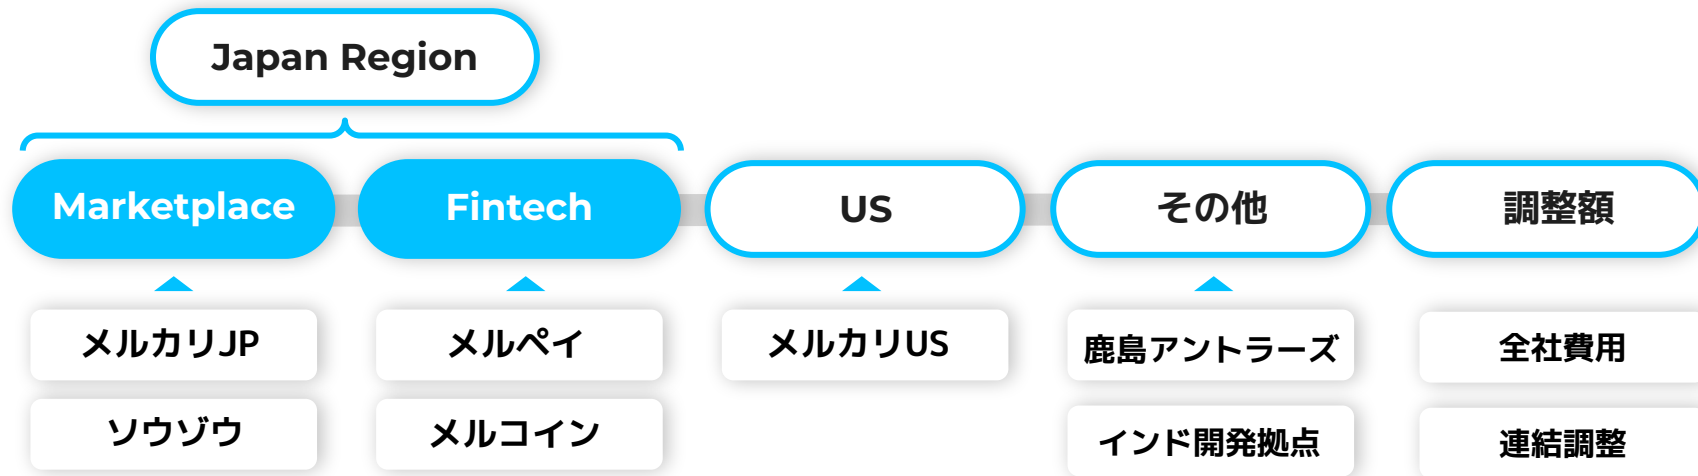 Japan Region
Marketplace
Fintech
US
その他
調整額
メルカリJP
メルペイ
メルカリUS
鹿島アントラーズ
全社費用
ソウゾウ
メルコイン
インド開発拠点
連結調整